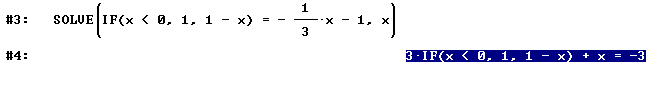 #3: SOLVE(IF(x < 0, 1, 1 - x) = - 1/3·x - 1, x)
#4: 3·IF(x < 0, 1, 1 - x) + x = -3